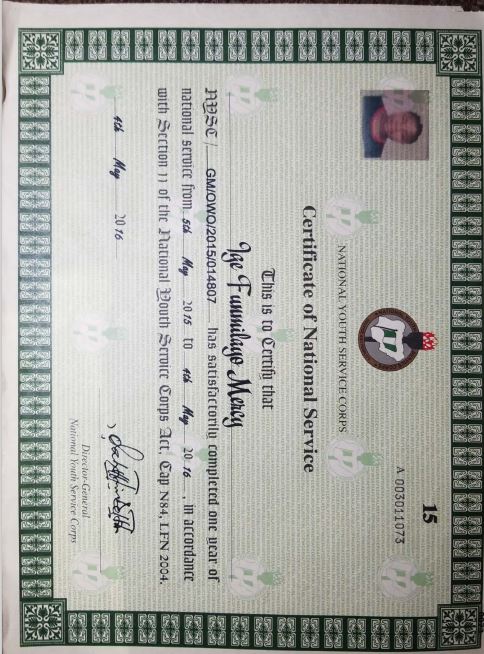 15
A 003011073
NATIONAL YOUTH SERVICE CORPS
Certificate of National Service
This is to Certify that
Ige Funmilayo Mercy
NYSC/ GM/OWO/2015/014807 has satisfactorily completed one year of
national service from 5th May 2015 to 4th May 2016, in accordance
with Section 11 of the National Youth Service Corps Act, Cap N84, LFN 2004.
4th May 2016
Director-General
National Youth Service Corps